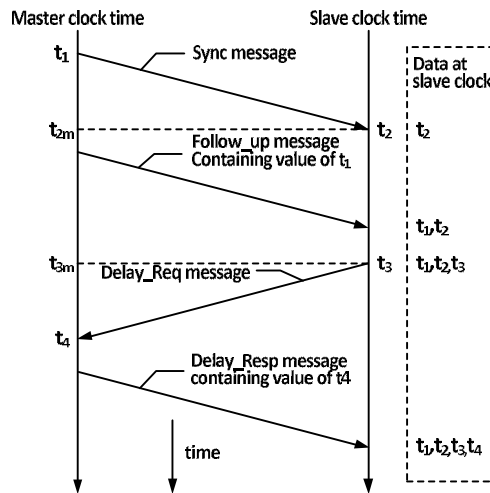 Master clock time
Slave clock time
t1
Sync message
Data at
slave clock
t2m
t2
t2
Follow_up message
Containing value of t1
t1,t2
t3m
t3
t1,t2,t3
Delay_Req message
t4
Delay_Resp message
containing value of t4
time
t1,t2,t3,t4